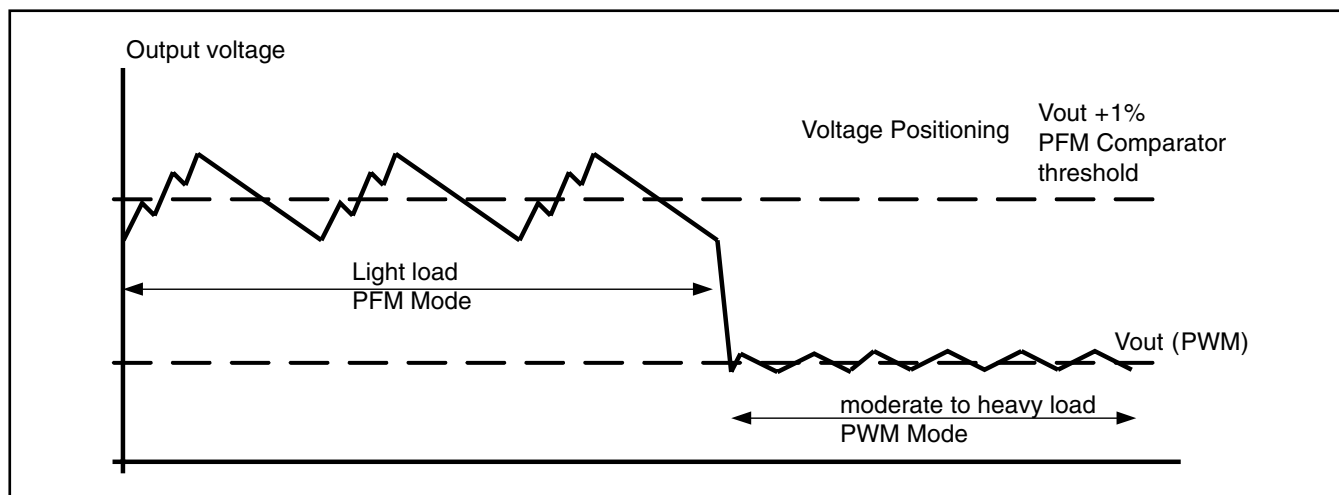 Output voltage
Voltage Positioning
Vout +1%
PFM Comparator
threshold
Light load
PFM Mode
Vout (PWM)
moderate to heavy load
PWM Mode